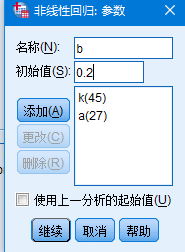 非线性回归: 参数
名称(N): b
初始值(S): 0.2
添加(A)
更改(C)
删除(R)
k(45)
a(27)
使用上一分析的起始值(U)
继续 取消 帮助